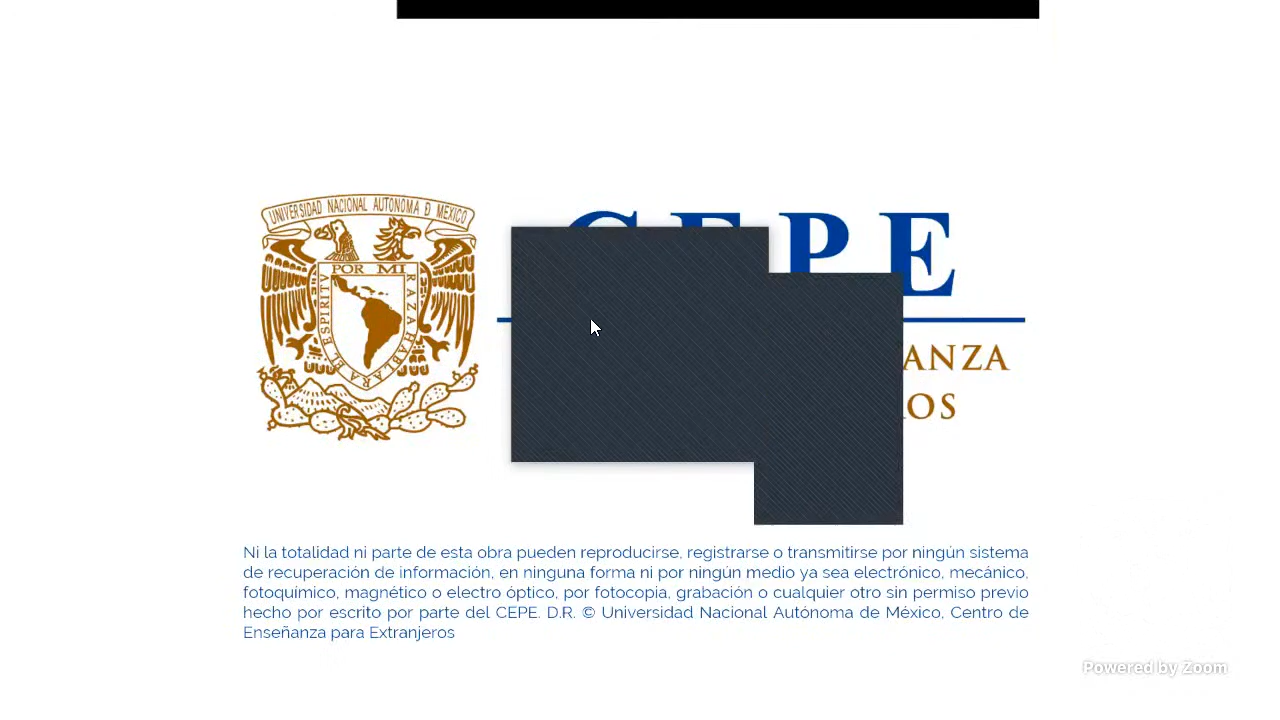 UNIVERSIDAD NACIONAL AUTONOMA Đ MEXICO
POR MI RAZA HABLARA EL ESPIRITV
CEPE
ANZA
ROS
Ni la totalidad ni parte de esta obra pueden reproducirse, registrarse o transmitirse por ningún sistema
de recuperación de información, en ninguna forma ni por ningún medio ya sea electrónico, mecánico,
fotoquímico, magnético o electro óptico, por fotocopia, grabación o cualquier otro sin permiso previo
hecho por escrito por parte del CEPE. D.R. © Universidad Nacional Autónoma de México, Centro de
Enseñanza para Extranjeros
Powered by Zoom